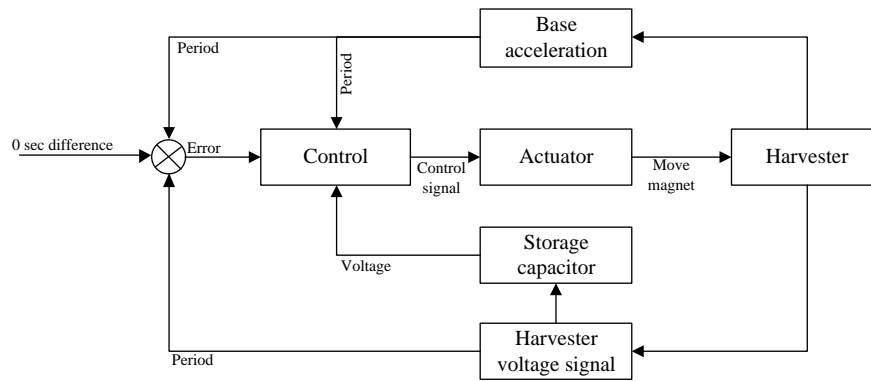 Base
acceleration
Period
Period
0 sec difference
Error
Control
Control
signal
Actuator
Move
magnet
Harvester
Storage
capacitor
Voltage
Harvester
voltage signal
Period